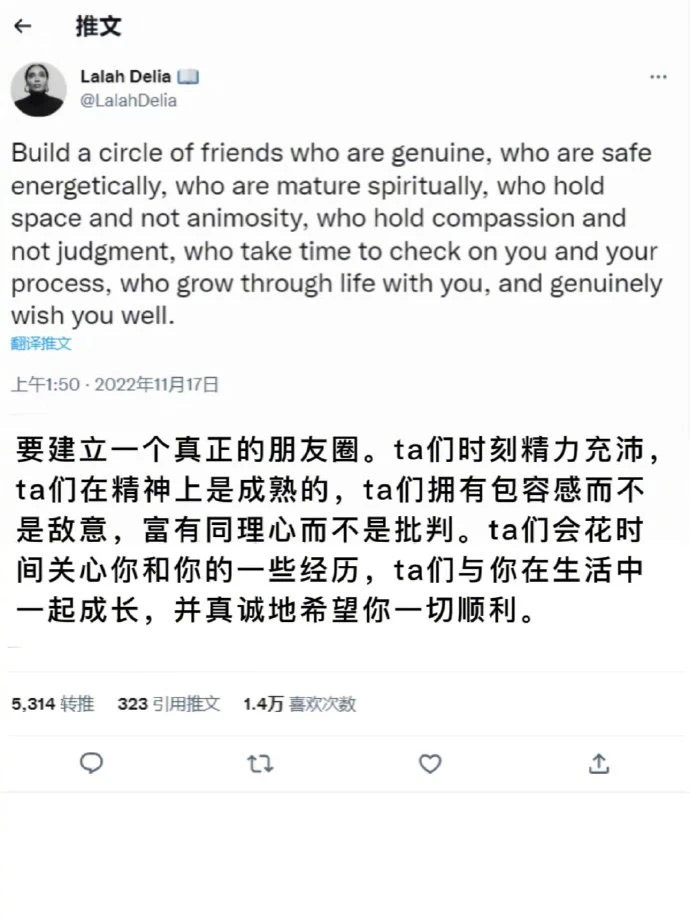 推文
Lalah Delia
@LalahDelia
Build a circle of friends who are genuine, who are safe
energetically, who are mature spiritually, who hold
space and not animosity, who hold compassion and
not judgment, who take time to check on you and your
process, who grow through life with you, and genuinely
wish you well.
翻译推文
上午1:50 · 2022年11月17日
要建立一个真正的朋友圈。ta们时刻精力充沛，
ta们在精神上是成熟的，ta们拥有包容感而不
是敌意，富有同理心而不是批判。ta们会花时
间关心你和你的一些经历，ta们与你在生活中
一起成长，并真诚地希望你一切顺利。
5,314 转推 323 引用推文 1.4万 喜欢次数